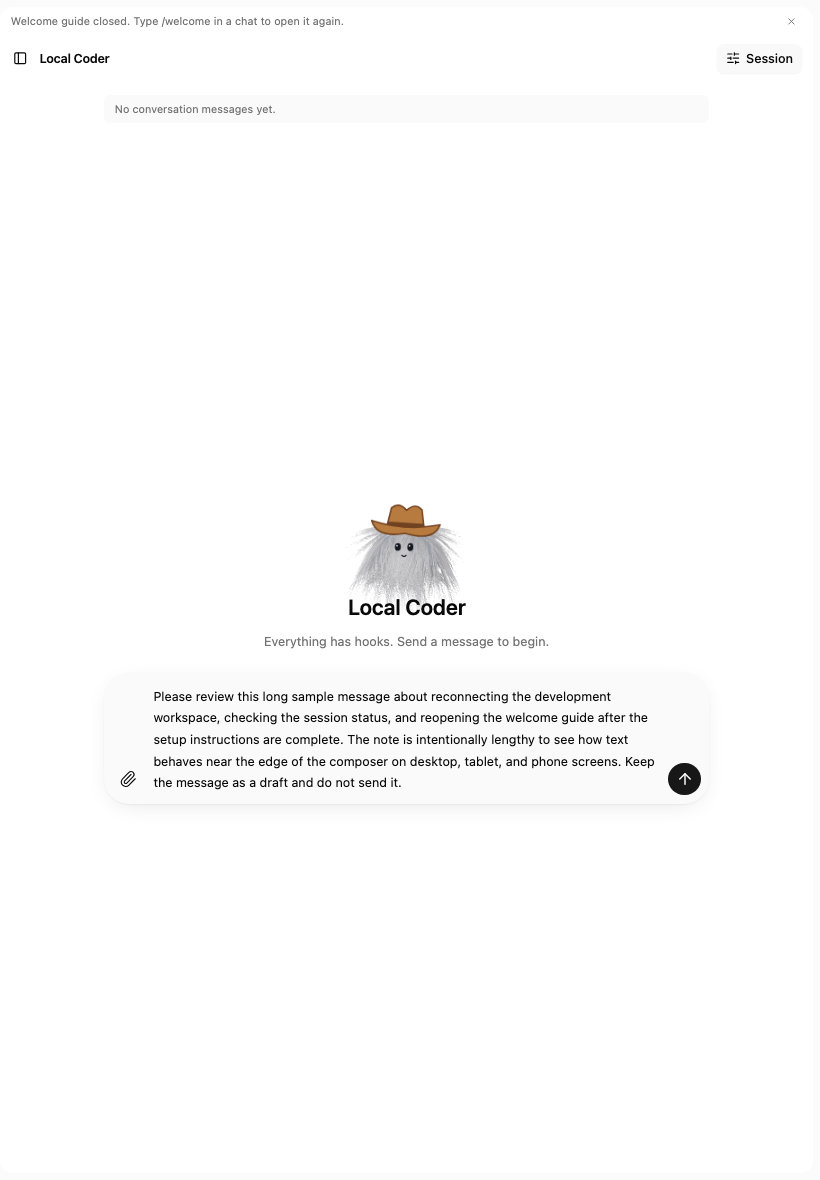 Welcome guide closed. Type /welcome in a chat to open it again.
Local Coder
Session
No conversation messages yet.
Local Coder
Everything has hooks. Send a message to begin.
Please review this long sample message about reconnecting the development
workspace, checking the session status, and reopening the welcome guide after the
setup instructions are complete. The note is intentionally lengthy to see how text
behaves near the edge of the composer on desktop, tablet, and phone screens. Keep
the message as a draft and do not send it.